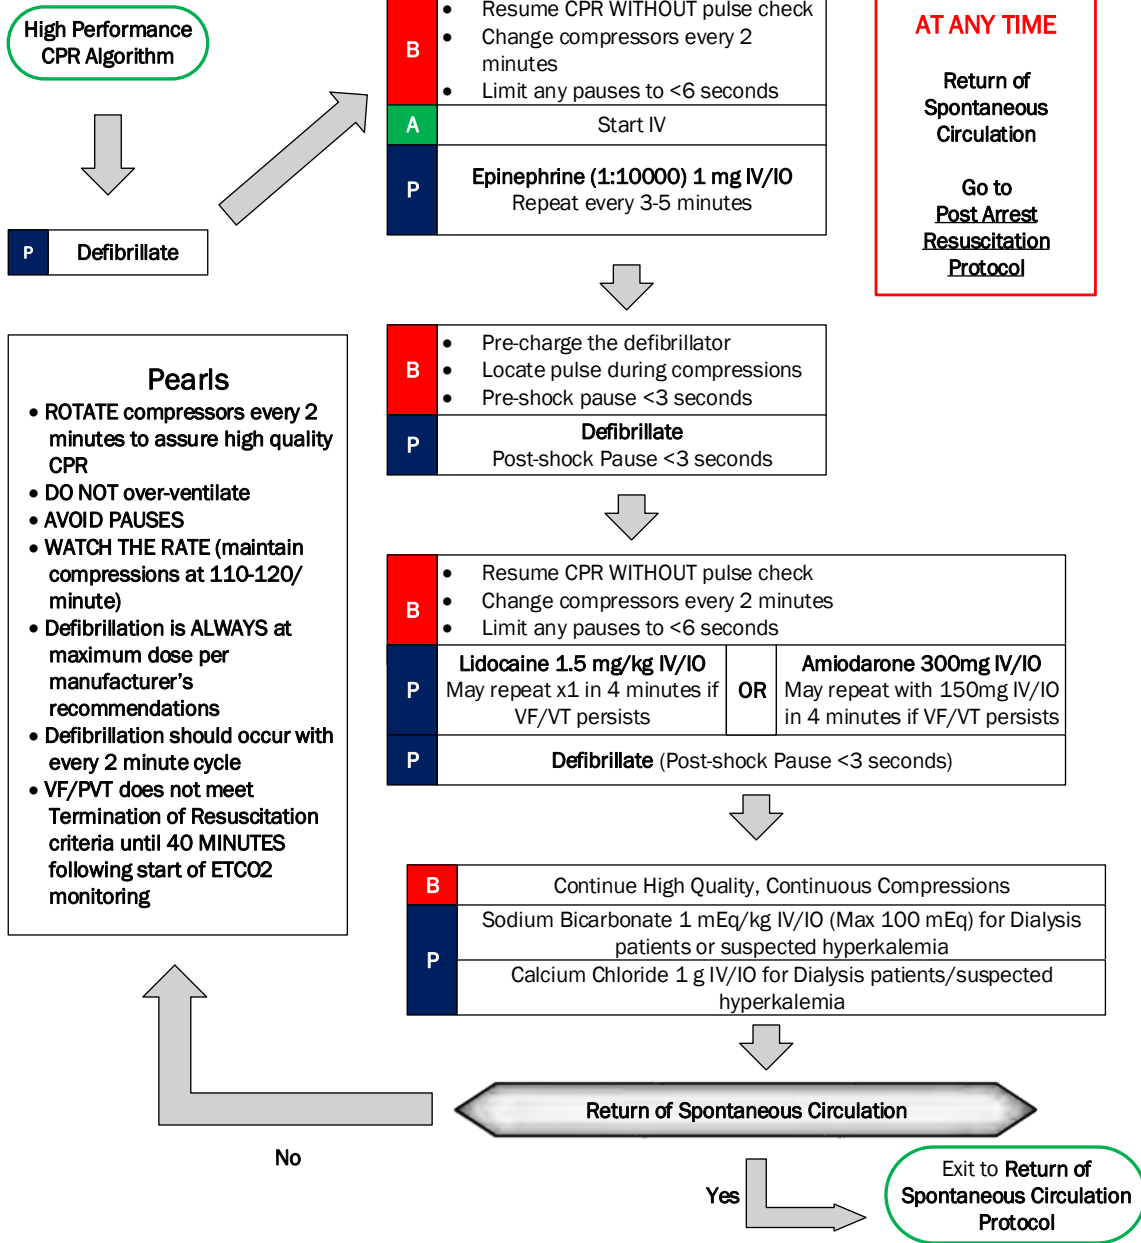 High Performance
CPR Algorithm
P
Defibrillate
B
• Resume CPR WITHOUT pulse check
• Change compressors every 2
minutes
• Limit any pauses to <6 seconds
A
Start IV
P
Epinephrine (1:10000) 1 mg IV/IO
Repeat every 3-5 minutes
AT ANY TIME
Return of
Spontaneous
Circulation
Go to
Post Arrest
Resuscitation
Protocol
B
• Pre-charge the defibrillator
• Locate pulse during compressions
• Pre-shock pause <3 seconds
P
Defibrillate
Post-shock Pause <3 seconds
Pearls
• ROTATE compressors every 2
minutes to assure high quality
CPR
• DO NOT over-ventilate
• AVOID PAUSES
• WATCH THE RATE (maintain
compressions at 110-120/
minute)
• Defibrillation is ALWAYS at
maximum dose per
manufacturer's
recommendations
• Defibrillation should occur with
every 2 minute cycle
• VF/PVT does not meet
Termination of Resuscitation
criteria until 40 MINUTES
following start of ETCO2
monitoring
B
• Resume CPR WITHOUT pulse check
• Change compressors every 2 minutes
• Limit any pauses to <6 seconds
P
Lidocaine 1.5 mg/kg IV/IO
May repeat x1 in 4 minutes if
VF/VT persists
OR
Amiodarone 300mg IV/IO
May repeat with 150mg IV/IO
in 4 minutes if VF/VT persists
P
Defibrillate (Post-shock Pause <3 seconds)
B
Continue High Quality, Continuous Compressions
P
Sodium Bicarbonate 1 mEq/kg IV/IO (Max 100 mEq) for Dialysis
patients or suspected hyperkalemia
Calcium Chloride 1 g IV/IO for Dialysis patients/suspected
hyperkalemia
Return of Spontaneous Circulation
No
Yes
Exit to Return of
Spontaneous Circulation
Protocol